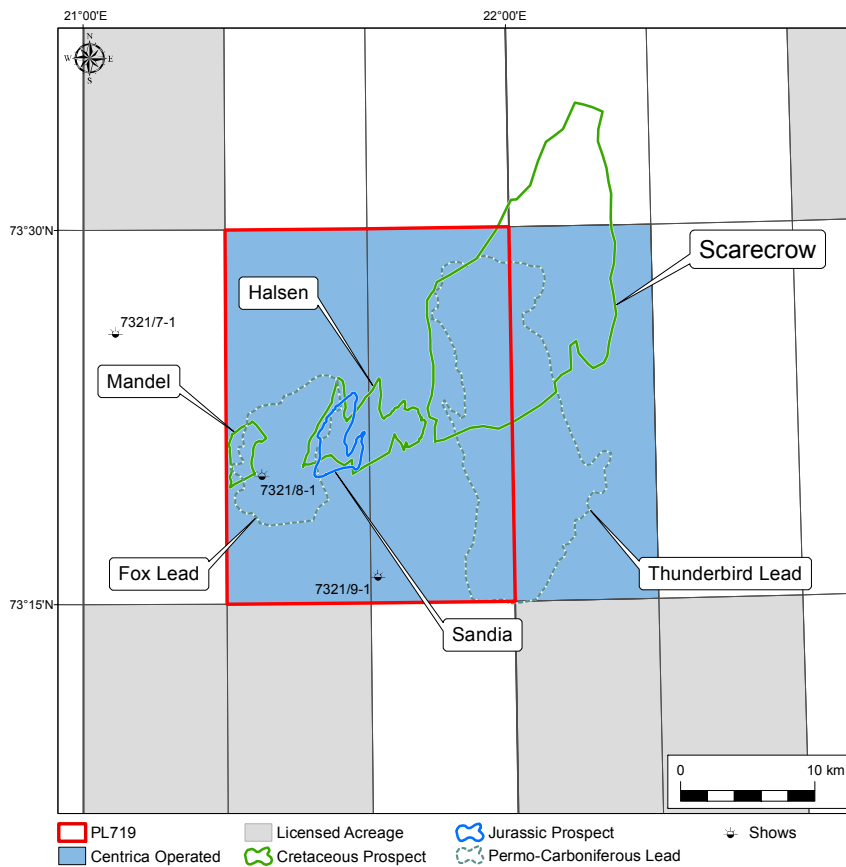 21°00'E
22°00'E
N
W
E
S
73°30'N
Scarecrow
Halsen
7321/7-1
Mandel
7321/8-1
Fox Lead
7321/9-1
Thunderbird Lead
73°15'N
Sandia
0
10 km
PL719
Licensed Acreage
Jurassic Prospect
Shows
Centrica Operated
Cretaceous Prospect
Permo-Carboniferous Lead